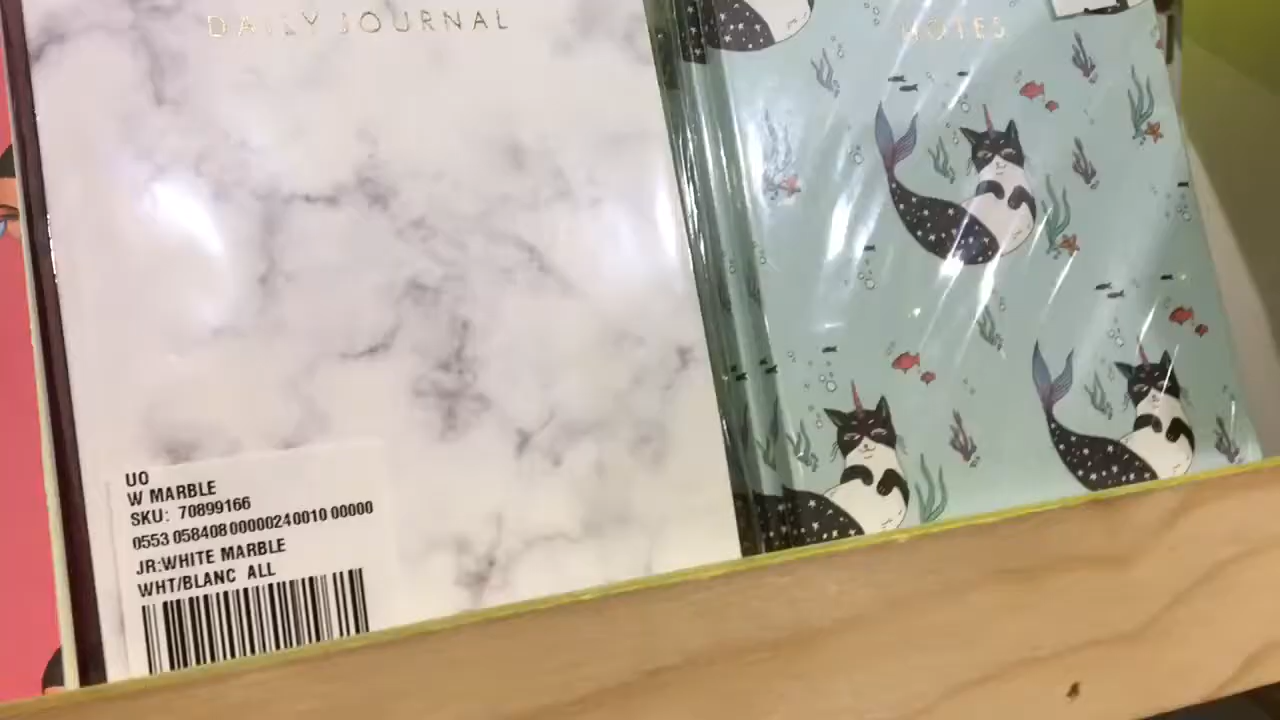 DAILY JOURNAL
NOTES
UO
W MARBLE
SKU: 70899166
0553 058408 00000240010 00000
JR:WHITE MARBLE
WHT/BLANC ALL